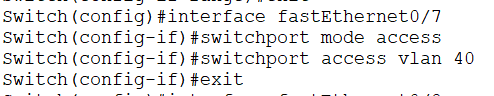 Switch(config)#interface fastEthernet0/7
Switch(config-if)#switchport mode access
Switch(config-if)#switchport access vlan 40
Switch(config-if)#exit